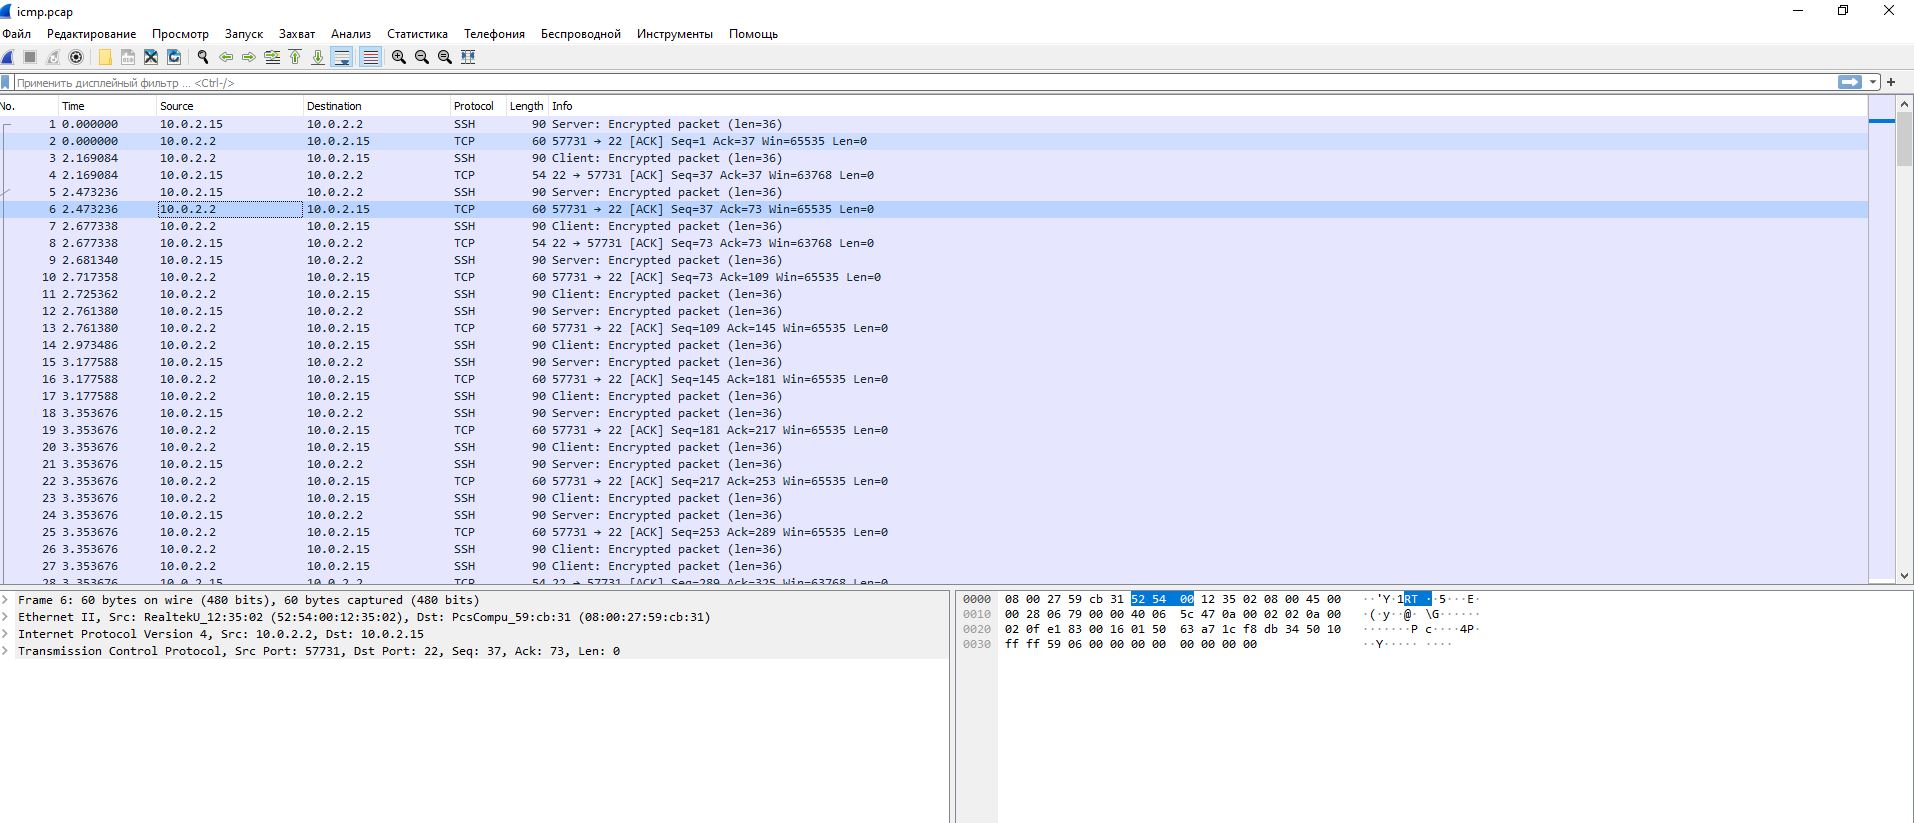 icmp.pcap
Файл Редактирование Просмотр Запуск Захват Анализ Статистика Телефония Беспроводной Инструменты Помощь
Применить дисплейный фильтр ... <Ctrl-/>
No. Time Source Destination Protocol Length Info
1 0.000000 10.0.2.15 10.0.2.2 SSH 90 Server: Encrypted packet (len=36)
2 0.000000 10.0.2.2 10.0.2.15 TCP 60 57731 → 22 [ACK] Seq=1 Ack=37 Win=65535 Len=0
3 2.169084 10.0.2.2 10.0.2.15 SSH 90 Client: Encrypted packet (len=36)
4 2.169084 10.0.2.15 10.0.2.2 TCP 54 22 → 57731 [ACK] Seq=37 Ack=37 Win=63768 Len=0
5 2.473236 10.0.2.15 10.0.2.2 SSH 90 Server: Encrypted packet (len=36)
6 2.473236 10.0.2.2 10.0.2.15 TCP 60 57731 → 22 [ACK] Seq=37 Ack=73 Win=65535 Len=0
7 2.677338 10.0.2.2 10.0.2.15 SSH 90 Client: Encrypted packet (len=36)
8 2.677338 10.0.2.15 10.0.2.2 TCP 54 22 → 57731 [ACK] Seq=73 Ack=73 Win=63768 Len=0
9 2.681340 10.0.2.15 10.0.2.2 SSH 90 Server: Encrypted packet (len=36)
10 2.717358 10.0.2.2 10.0.2.15 TCP 60 57731 → 22 [ACK] Seq=73 Ack=109 Win=65535 Len=0
11 2.725362 10.0.2.2 10.0.2.15 SSH 90 Client: Encrypted packet (len=36)
12 2.761380 10.0.2.15 10.0.2.2 SSH 90 Server: Encrypted packet (len=36)
13 2.761380 10.0.2.2 10.0.2.15 TCP 60 57731 → 22 [ACK] Seq=109 Ack=145 Win=65535 Len=0
14 2.973486 10.0.2.2 10.0.2.15 SSH 90 Client: Encrypted packet (len=36)
15 3.177588 10.0.2.15 10.0.2.2 SSH 90 Server: Encrypted packet (len=36)
16 3.177588 10.0.2.2 10.0.2.15 TCP 60 57731 → 22 [ACK] Seq=145 Ack=181 Win=65535 Len=0
17 3.177588 10.0.2.2 10.0.2.15 SSH 90 Client: Encrypted packet (len=36)
18 3.353676 10.0.2.15 10.0.2.2 SSH 90 Server: Encrypted packet (len=36)
19 3.353676 10.0.2.2 10.0.2.15 TCP 60 57731 → 22 [ACK] Seq=181 Ack=217 Win=65535 Len=0
20 3.353676 10.0.2.2 10.0.2.15 SSH 90 Client: Encrypted packet (len=36)
21 3.353676 10.0.2.15 10.0.2.2 SSH 90 Server: Encrypted packet (len=36)
22 3.353676 10.0.2.2 10.0.2.15 TCP 60 57731 → 22 [ACK] Seq=217 Ack=253 Win=65535 Len=0
23 3.353676 10.0.2.2 10.0.2.15 SSH 90 Client: Encrypted packet (len=36)
24 3.353676 10.0.2.15 10.0.2.2 SSH 90 Server: Encrypted packet (len=36)
25 3.353676 10.0.2.2 10.0.2.15 TCP 60 57731 → 22 [ACK] Seq=253 Ack=289 Win=65535 Len=0
26 3.353676 10.0.2.2 10.0.2.15 SSH 90 Client: Encrypted packet (len=36)
27 3.353676 10.0.2.2 10.0.2.15 SSH 90 Client: Encrypted packet (len=36)
28 3.353676 10.0.2.15 10.0.2.2 TCP 54 22 → 57731 [ACK] Seq=289 Ack=325 Win=63768 Len=0
Frame 6: 60 bytes on wire (480 bits), 60 bytes captured (480 bits)
Ethernet II, Src: RealtekU_12:35:02 (52:54:00:12:35:02), Dst: PcsCompu_59:cb:31 (08:00:27:59:cb:31)
Internet Protocol Version 4, Src: 10.0.2.2, Dst: 10.0.2.15
Transmission Control Protocol, Src Port: 57731, Dst Port: 22, Seq: 37, Ack: 73, Len: 0
0000 08 00 27 59 cb 31 52 54 00 12 35 02 08 00 45 00 ··'Y·1RT ··5···E·
0010 00 28 06 79 00 00 40 06 5c 47 0a 00 02 02 0a 00 ·(·y··@· \G······
0020 02 0f e1 83 00 16 01 50 63 a7 1c f8 db 34 50 10 ·······P c····4P·
0030 ff ff 59 06 00 00 00 00 00 00 00 00 ··Y····· ····